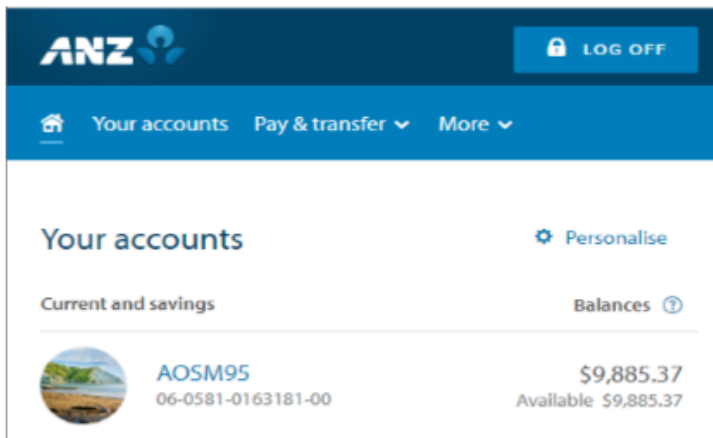 ANZ
LOG OFF
Your accounts Pay & transfer More
Your accounts
Personalise
Current and savings
Balances ?
AOSM95
$9,885.37
06-0581-0163181-00
Available $9,885.37